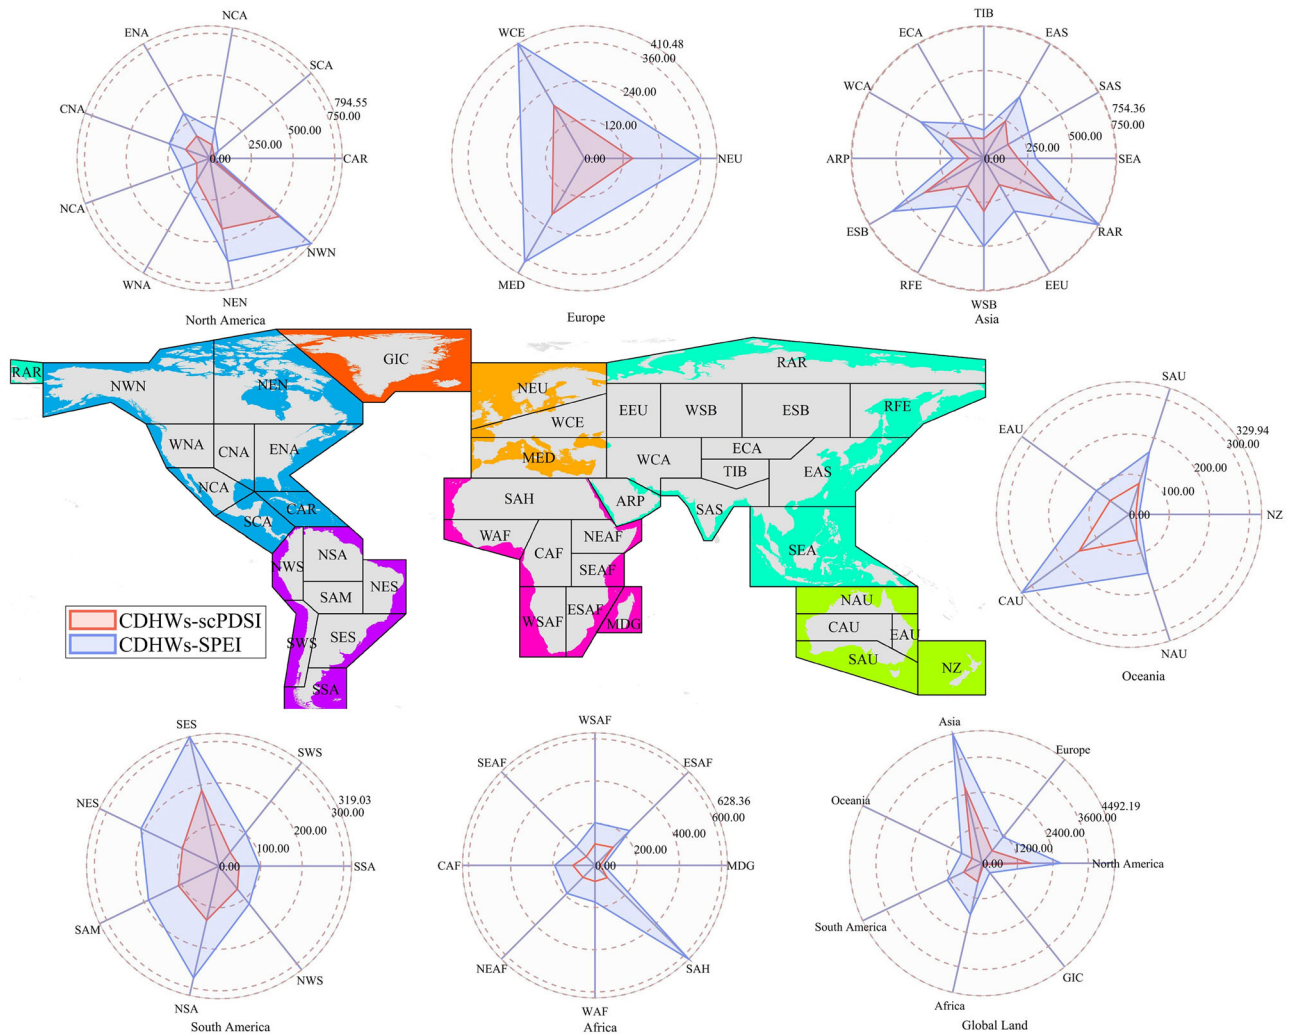 NCA
ENA
SCA
CNA
794.55
750.00
500.00
250.00
0.00
CAR
NCA
NWN
WNA
NEN
North America
WCE
410.48
360.00
240.00
120.00
0.00
NEU
MED
Europe
TIB
ECA
EAS
WCA
SAS
754.36
750.00
500.00
250.00
0.00
ARP
SEA
ESB
RAR
RFE
EEU
WSB
Asia
RAR
NWN
NEN
GIC
WNA
CNA
ENA
NCA
SCA
CAR
NWS
NSA
SAM
NES
SWS
SES
SSA
NEU
WCE
MED
SAH
WAF
CAF
NEAF
SEAF
WSAF
ESAF
MDG
RAR
EEU
WSB
ESB
RFE
WCA
ECA
TIB
EAS
ARP
SAS
SEA
NAU
CAU
EAU
SAU
NZ
CDHWs-scPDSI
CDHWs-SPEI
SAU
EAU
329.94
300.00
200.00
100.00
0.00
NZ
CAU
NAU
Oceania
SES
SWS
NES
319.03
300.00
200.00
100.00
0.00
SSA
SAM
NWS
NSA
South America
WSAF
SEAF
ESAF
628.36
600.00
400.00
200.00
0.00
CAF
MDG
NEAF
SAH
WAF
Africa
Asia
Europe
Oceania
4492.19
3600.00
2400.00
1200.00
0.00
North America
South America
Africa
GIC
Global Land